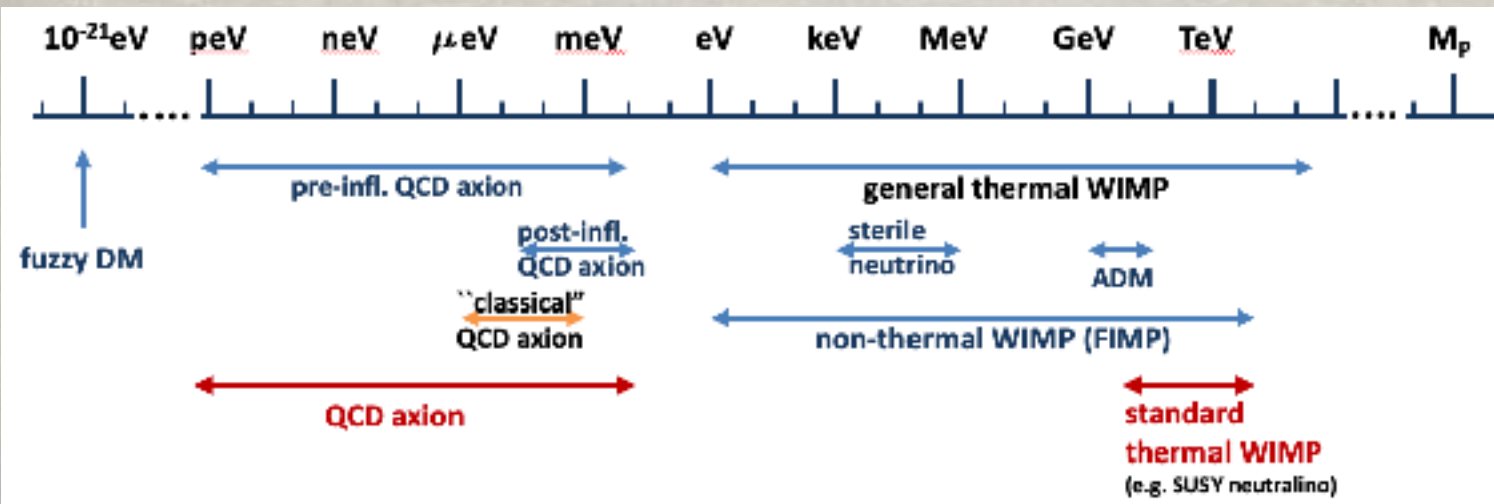 10⁻²¹eV peV neV μeV meV eV keV MeV GeV TeV Mₚ
pre-infl. QCD axion
general thermal WIMP
fuzzy DM
post-infl.
QCD axion
sterile
neutrino
ADM
``classical”
QCD axion
non-thermal WIMP (FIMP)
QCD axion
standard
thermal WIMP
(e.g. SUSY neutralino)